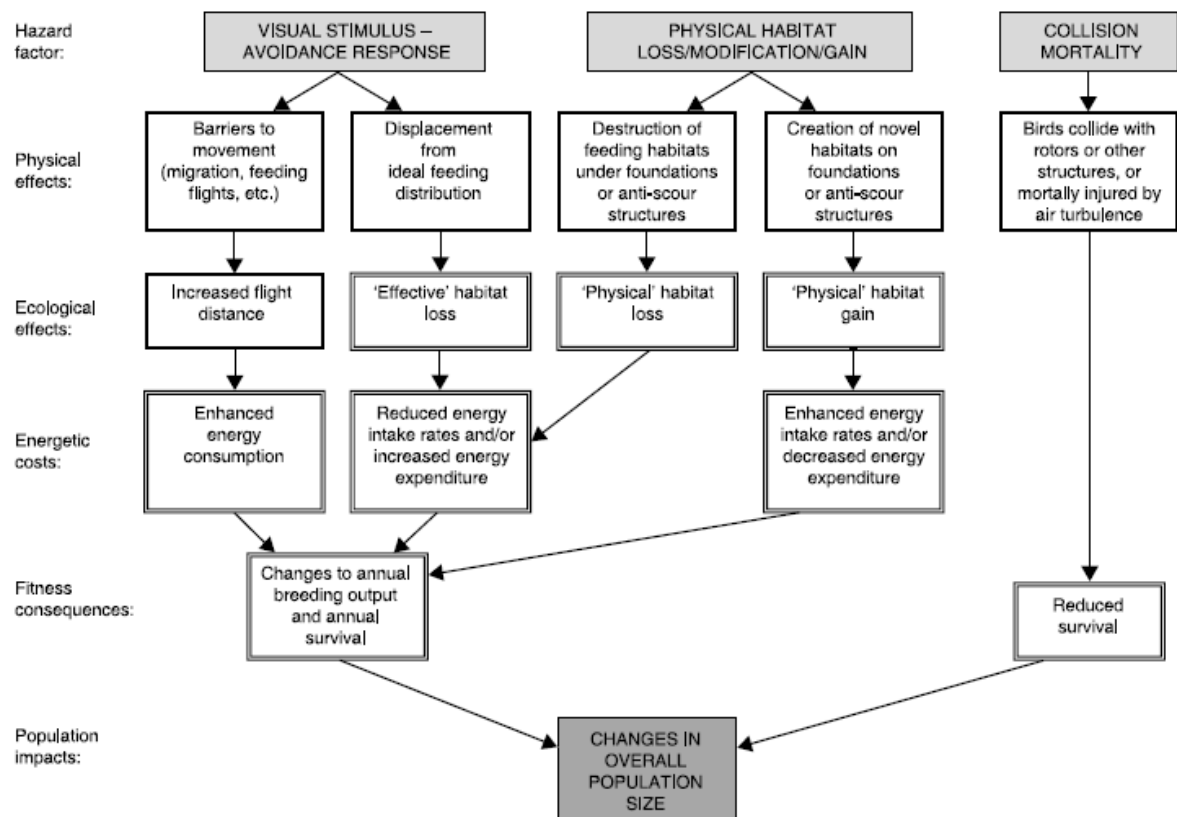 Hazard
factor:
VISUAL STIMULUS –
AVOIDANCE RESPONSE
PHYSICAL HABITAT
LOSS/MODIFICATION/GAIN
COLLISION
MORTALITY
Physical
effects:
Barriers to
movement
(migration, feeding
flights, etc.)
Displacement
from
ideal feeding
distribution
Destruction of
feeding habitats
under foundations
or anti-scour
structures
Creation of novel
habitats on
foundations
or anti-scour
structures
Birds collide with
rotors or other
structures, or
mortally injured by
air turbulence
Ecological
effects:
Increased flight
distance
‘Effective’ habitat
loss
‘Physical’ habitat
loss
‘Physical’ habitat
gain
Energetic
costs:
Enhanced
energy
consumption
Reduced energy
intake rates and/or
increased energy
expenditure
Enhanced energy
intake rates and/or
decreased energy
expenditure
Fitness
consequences:
Changes to annual
breeding output
and annual
survival
Reduced
survival
Population
impacts:
CHANGES IN
OVERALL
POPULATION
SIZE